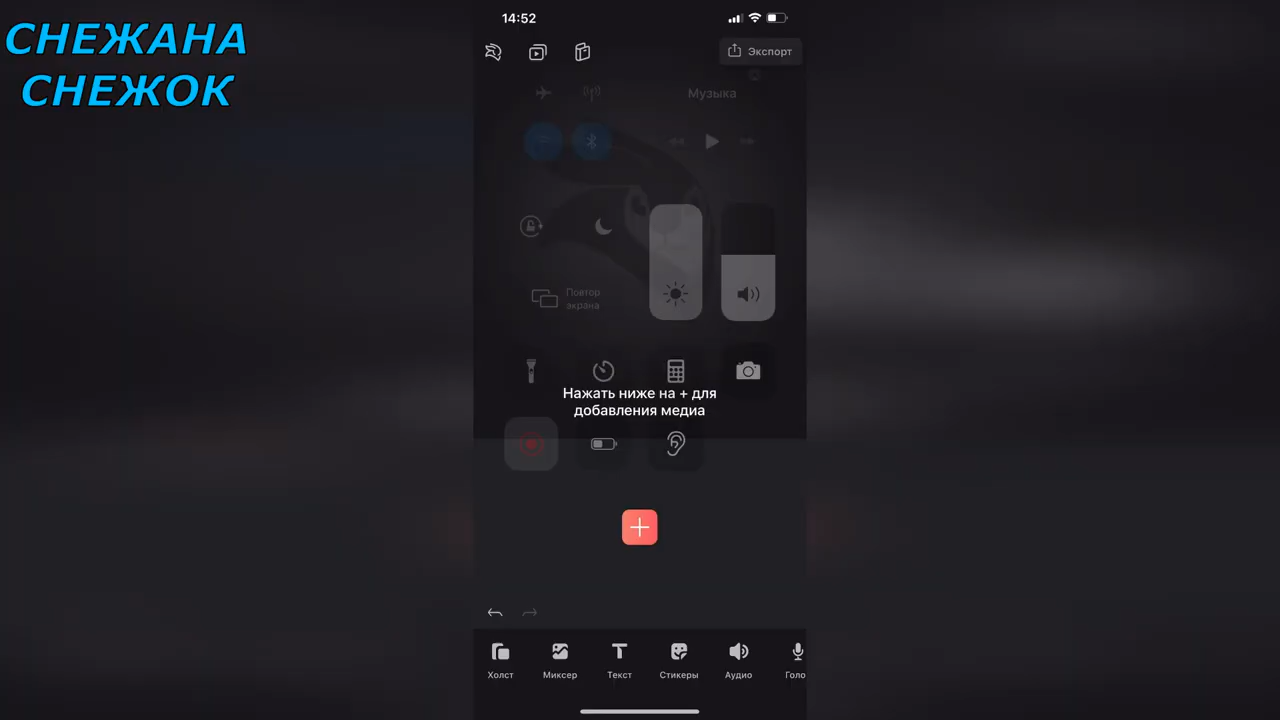 СНЕЖАНА
СНЕЖОК
14:52
Экспорт
Музыка
Повтор
экрана
Нажать ниже на + для
добавления медиа
Холст
Миксер
Текст
Стикеры
Аудио
Голо